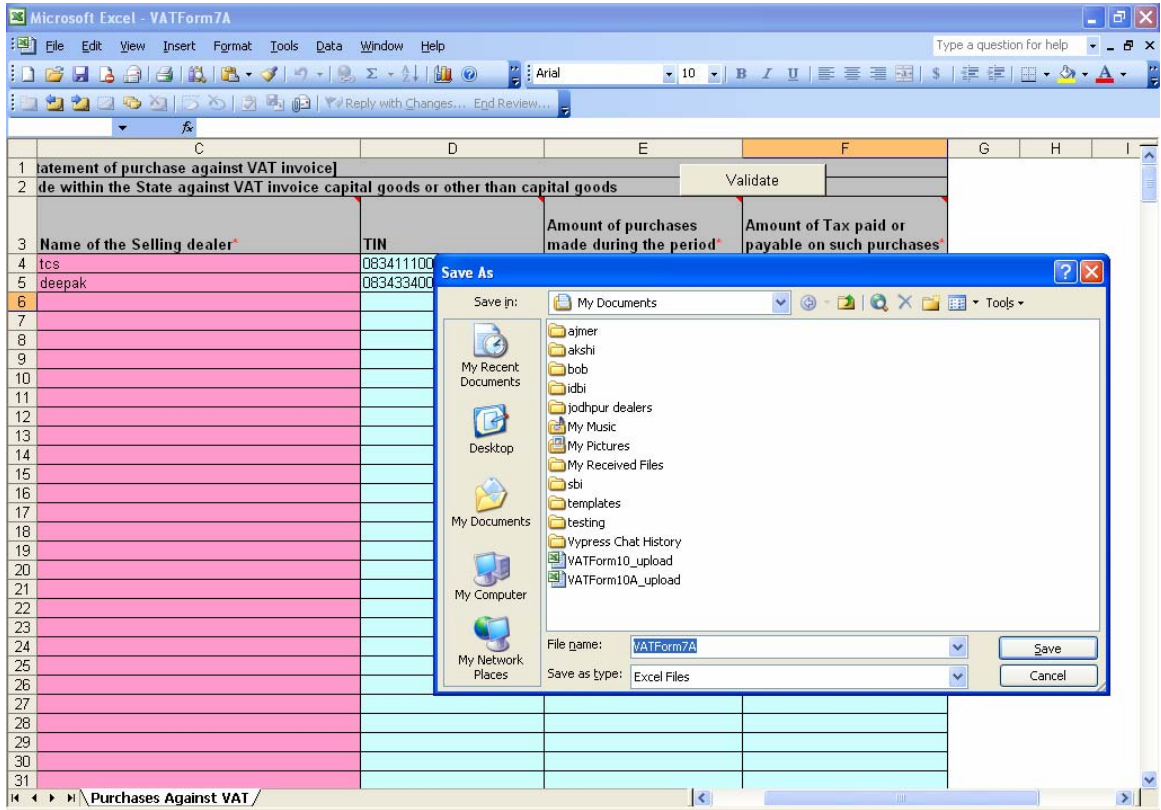 Microsoft Excel - VATForm7A
File Edit View Insert Format Tools Data Window Help Type a question for help
Arial 10 B I U $ A
Reply with Changes... End Review...
fx
C D E F G H I
1 tatement of purchase against VAT invoice]
2 de within the State against VAT invoice capital goods or other than capital goods
Validate
3 Name of the Selling dealer* TIN Amount of purchases made during the period* Amount of Tax paid or payable on such purchases*
4 tcs 083411100
5 deepak 083433400
6
7
8
9
10
11
12
13
14
15
16
17
18
19
20
21
22
23
24
25
26
27
28
29
30
31
Save As
Save in: My Documents Tools
My Recent Documents
Desktop
My Documents
My Computer
My Network Places
ajmer
akshi
bob
idbi
jodhpur dealers
My Music
My Pictures
My Received Files
sbi
templates
testing
Vypress Chat History
VATForm10_upload
VATForm10A_upload
File name: VATForm7A Save
Save as type: Excel Files Cancel
Purchases Against VAT